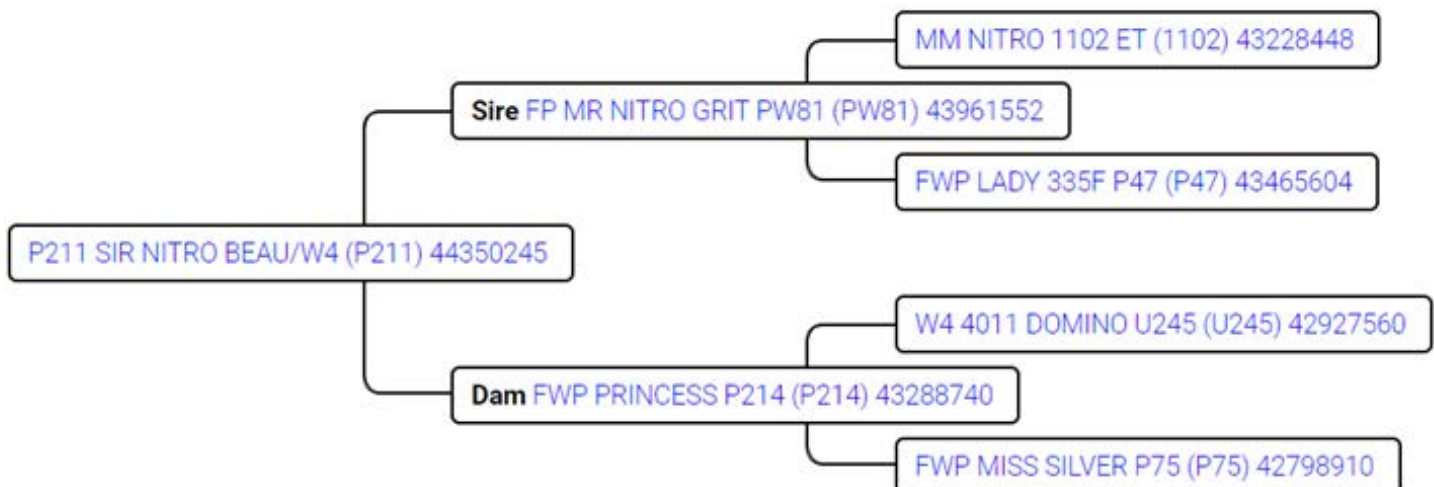 MM NITRO 1102 ET (1102) 43228448
Sire FP MR NITRO GRIT PW81 (PW81) 43961552
FWP LADY 335F P47 (P47) 43465604
P211 SIR NITRO BEAU/W4 (P211) 44350245
W4 4011 DOMINO U245 (U245) 42927560
Dam FWP PRINCESS P214 (P214) 43288740
FWP MISS SILVER P75 (P75) 42798910